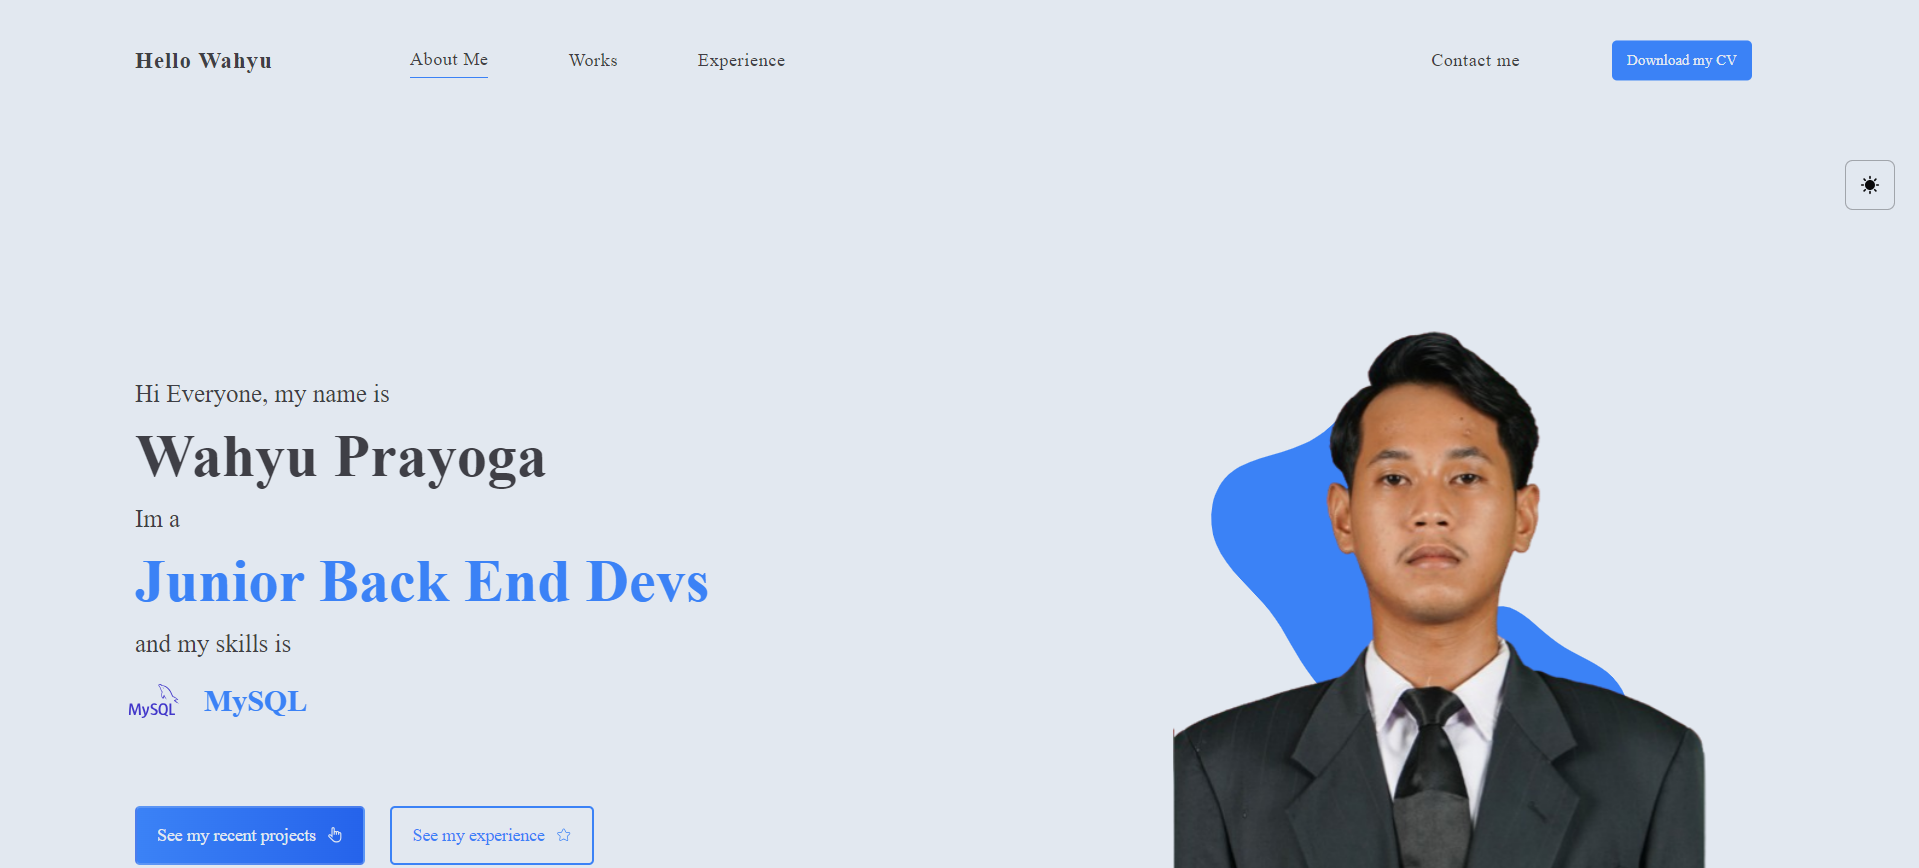 Hello Wahyu
About Me
Works
Experience
Contact me
Download my CV
Hi Everyone, my name is
Wahyu Prayoga
Im a
Junior Back End Devs
and my skills is
MySQL MySQL
See my recent projects
See my experience